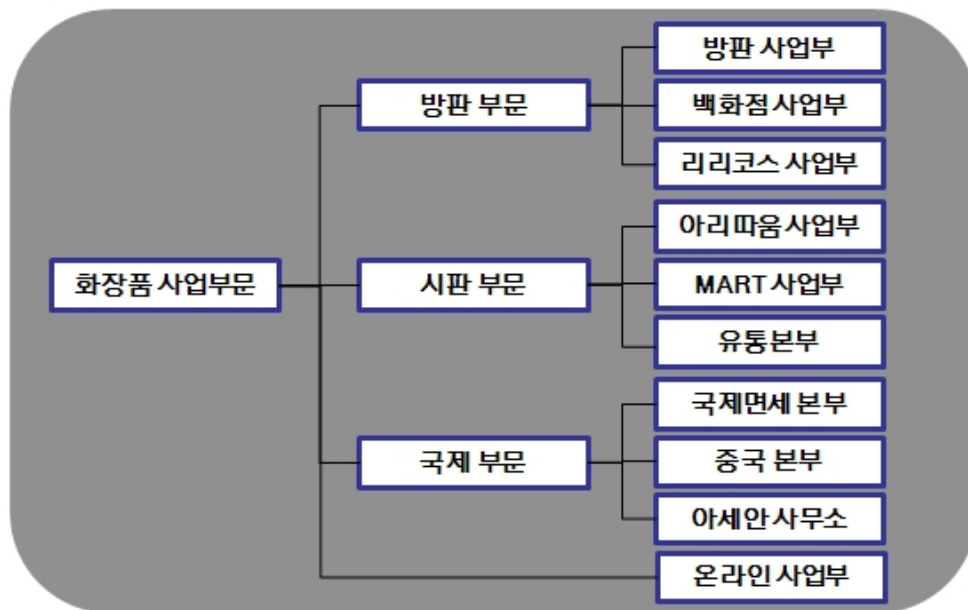 화장품 사업부문
방판 부문
방판 사업부
백화점 사업부
리리코스 사업부
시판 부문
아리따움 사업부
MART 사업부
유통본부
국제 부문
국제면세 본부
중국 본부
아세안 사무소
온라인 사업부